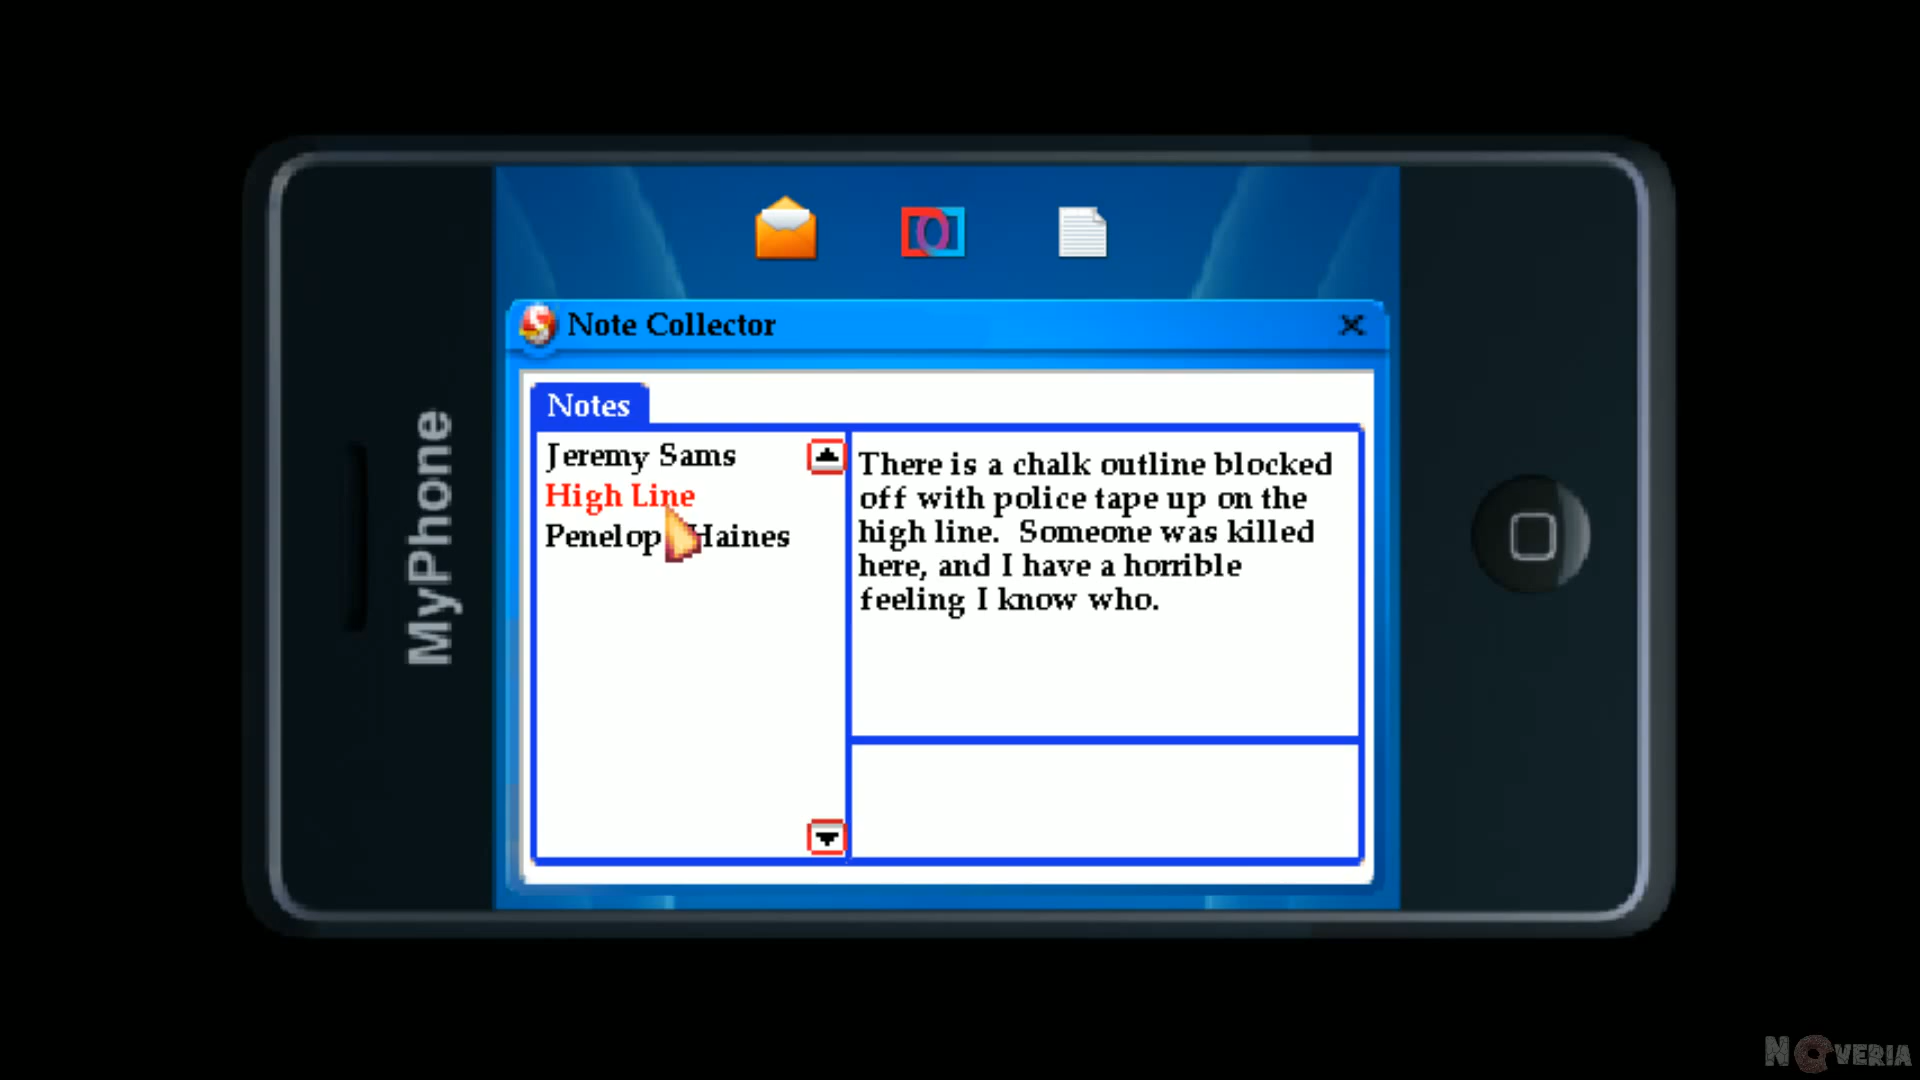 MyPhone
Note Collector
Notes
Jeremy Sams
High Line
Penelop Haines
There is a chalk outline blocked
off with police tape up on the
high line.  Someone was killed
here, and I have a horrible
feeling I know who.
NOVERIA